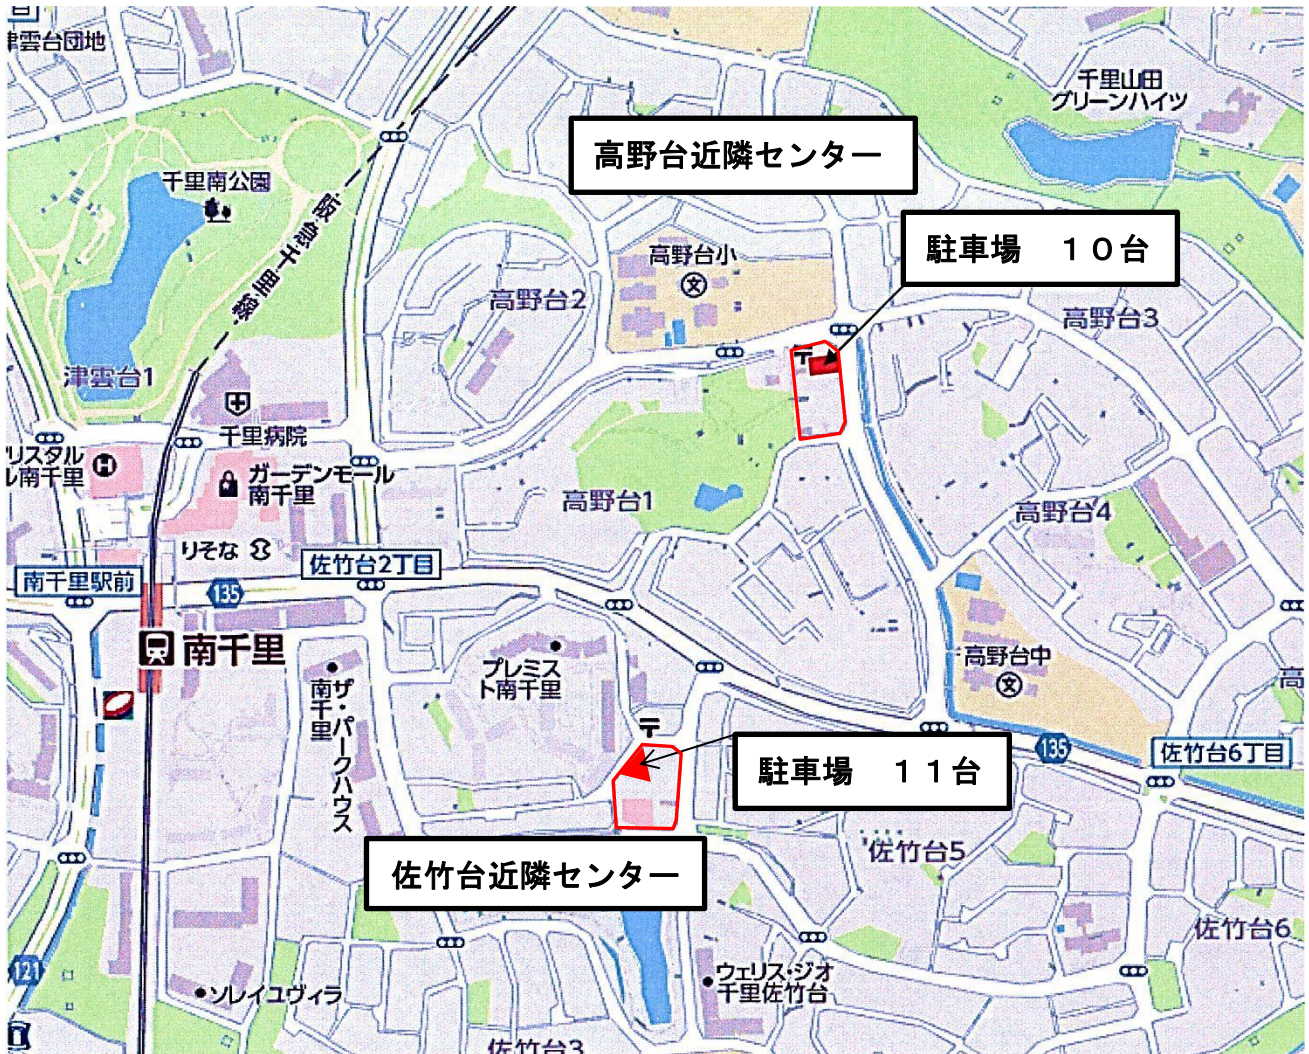 津雲台団地
千里山田
グリーンハイツ
高野台近隣センター
千里南公園
阪急千里線
駐車場　１０台
高野台小
文
高野台2
高野台3
津雲台1
千里病院
リスタル
ル南千里
H
ガーデンモール
南千里
高野台1
高野台4
りそな
佐竹台2丁目
南千里駅前
135
南千里
プレミス
ト南千里
高野台中
文
高
ザ・パークハウス
南千里
駐車場　１１台
135
佐竹台6丁目
佐竹台近隣センター
佐竹台5
佐竹台6
121
ウェリス・ジオ
千里佐竹台
ソレイユヴィラ
佐竹台3